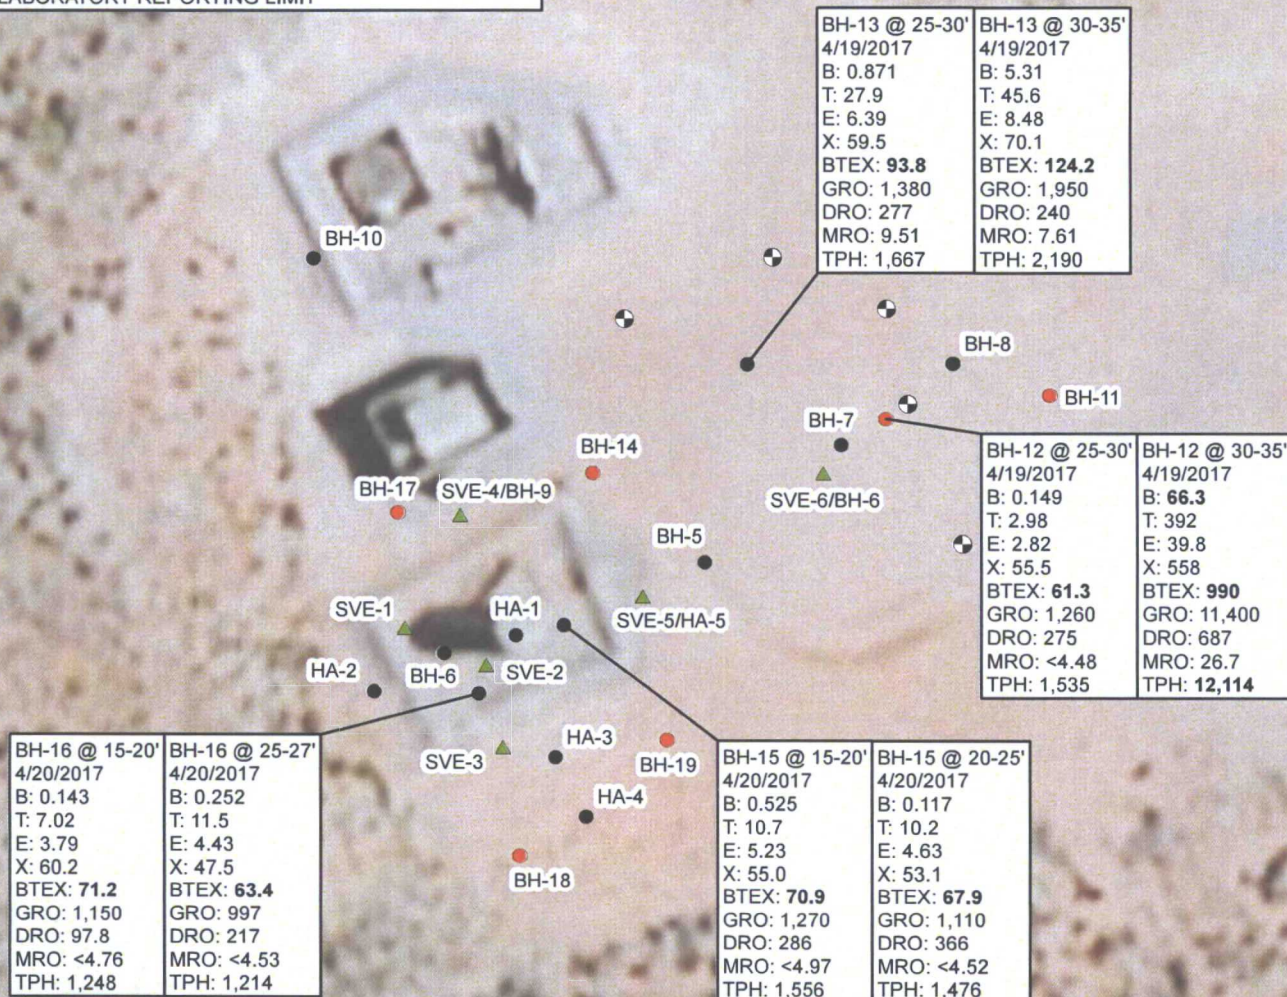 LABORATORY REPORTING LIMIT
BH-13 @ 25-30'
4/19/2017
B: 0.871
T: 27.9
E: 6.39
X: 59.5
BTEX: 93.8
GRO: 1,380
DRO: 277
MRO: 9.51
TPH: 1,667
BH-13 @ 30-35'
4/19/2017
B: 5.31
T: 45.6
E: 8.48
X: 70.1
BTEX: 124.2
GRO: 1,950
DRO: 240
MRO: 7.61
TPH: 2,190
BH-10
BH-8
BH-11
BH-7
BH-14
SVE-6/BH-6
BH-17
SVE-4/BH-9
BH-5
BH-12 @ 25-30'
4/19/2017
B: 0.149
T: 2.98
E: 2.82
X: 55.5
BTEX: 61.3
GRO: 1,260
DRO: 275
MRO: <4.48
TPH: 1,535
BH-12 @ 30-35'
4/19/2017
B: 66.3
T: 392
E: 39.8
X: 558
BTEX: 990
GRO: 11,400
DRO: 687
MRO: 26.7
TPH: 12,114
SVE-1
HA-1
SVE-5/HA-5
HA-2
BH-6
SVE-2
SVE-3
HA-3
BH-19
HA-4
BH-18
BH-16 @ 15-20'
4/20/2017
B: 0.143
T: 7.02
E: 3.79
X: 60.2
BTEX: 71.2
GRO: 1,150
DRO: 97.8
MRO: <4.76
TPH: 1,248
BH-16 @ 25-27'
4/20/2017
B: 0.252
T: 11.5
E: 4.43
X: 47.5
BTEX: 63.4
GRO: 997
DRO: 217
MRO: <4.53
TPH: 1,214
BH-15 @ 15-20'
4/20/2017
B: 0.525
T: 10.7
E: 5.23
X: 55.0
BTEX: 70.9
GRO: 1,270
DRO: 286
MRO: <4.97
TPH: 1,556
BH-15 @ 20-25'
4/20/2017
B: 0.117
T: 10.2
E: 4.63
X: 53.1
BTEX: 67.9
GRO: 1,110
DRO: 366
MRO: <4.52
TPH: 1,476